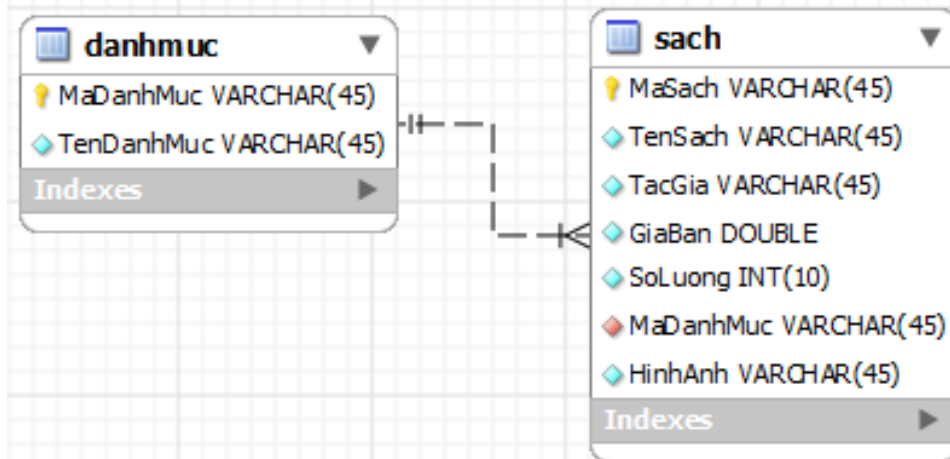 danhmuc
MaDanhMuc VARCHAR(45)
TenDanhMuc VARCHAR(45)
Indexes
sach
MaSach VARCHAR(45)
TenSach VARCHAR(45)
TacGia VARCHAR(45)
GiaBan DOUBLE
SoLuong INT(10)
MaDanhMuc VARCHAR(45)
HinhAnh VARCHAR(45)
Indexes